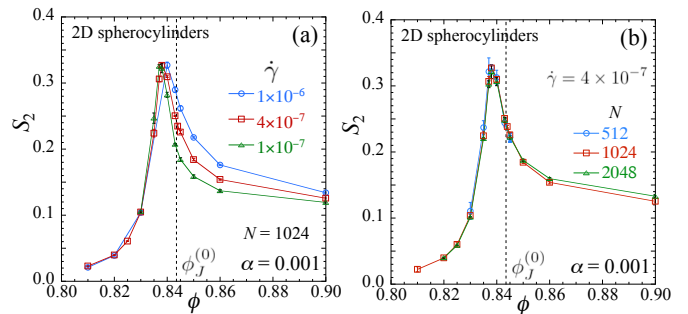 2D spherocylinders (a)
γ̇
1×10⁻⁶
4×10⁻⁷
1×10⁻⁷
N = 1024
ϕ_J^(0)
α = 0.001
S₂
0.0
0.1
0.2
0.3
0.4
0.80 0.82 0.84 0.86 0.88 0.90
ϕ
2D spherocylinders
(b)
γ̇ = 4 × 10⁻⁷
N
512
1024
2048
ϕ_J^(0)
α = 0.001
S₂
0.0
0.1
0.2
0.3
0.4
0.80 0.82 0.84 0.86 0.88 0.90
ϕ